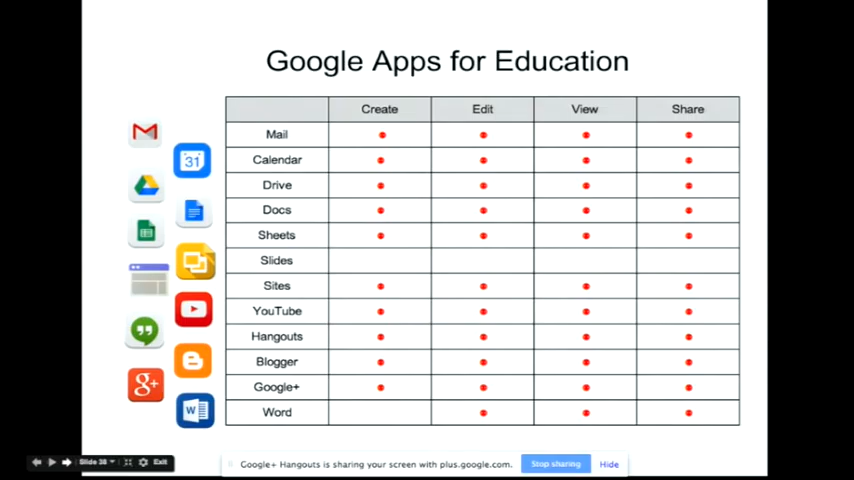 Google Apps for Education
Create Edit View Share
Mail
31
Calendar
Drive
Docs
Sheets
Slides
Sites
YouTube
Hangouts
Blogger
g+
Google+
W
Word
Slide 38 Exit
Google+ Hangouts is sharing your screen with plus.google.com. Stop sharing Hide